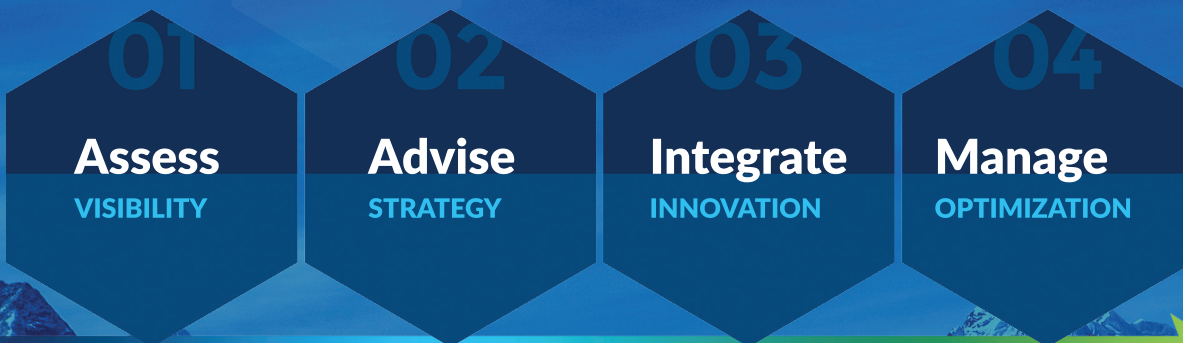 01
Assess
VISIBILITY
02
Advise
STRATEGY
03
Integrate
INNOVATION
04
Manage
OPTIMIZATION